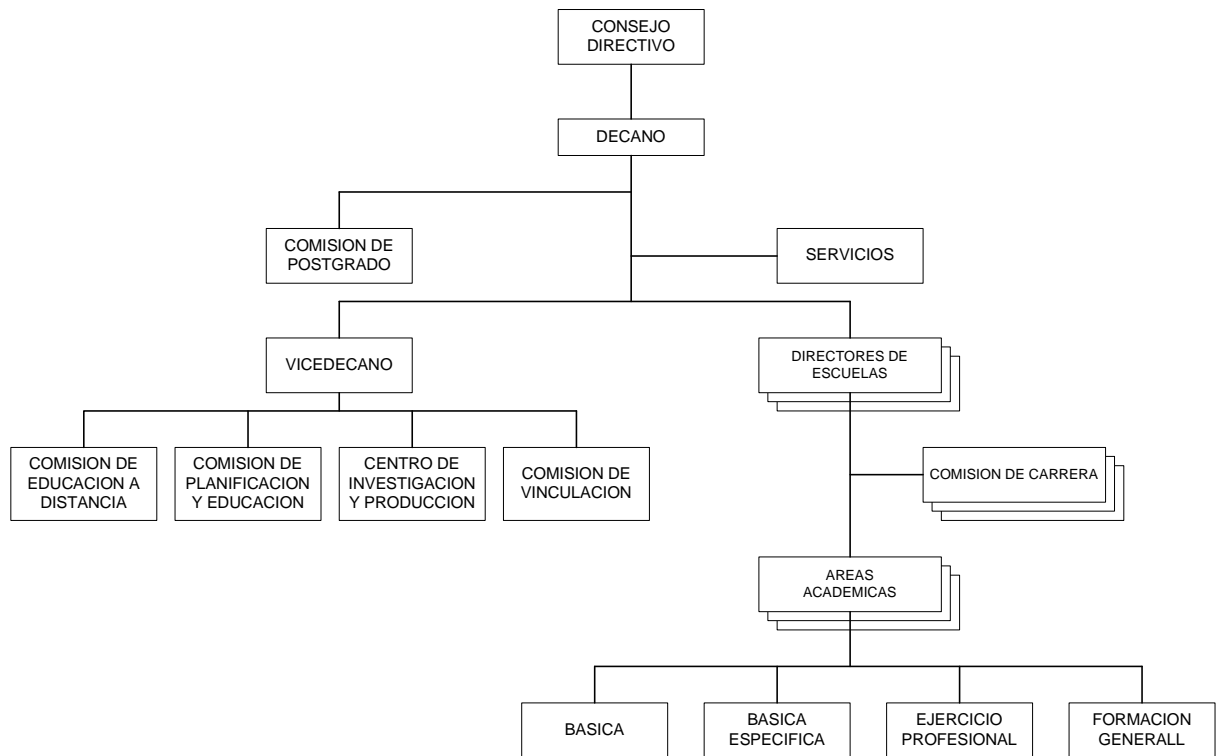 CONSEJO
DIRECTIVO
DECANO
COMISION DE
POSTGRADO
SERVICIOS
VICEDECANO
DIRECTORES DE
ESCUELAS
COMISION DE
EDUCACION A
DISTANCIA
COMISION DE
PLANIFICACION
Y EDUCACION
CENTRO DE
INVESTIGACION
Y PRODUCCION
COMISION DE
VINCULACION
COMISION DE CARRERA
AREAS
ACADEMICAS
BASICA
BASICA
ESPECIFICA
EJERCICIO
PROFESIONAL
FORMACION
GENERALL